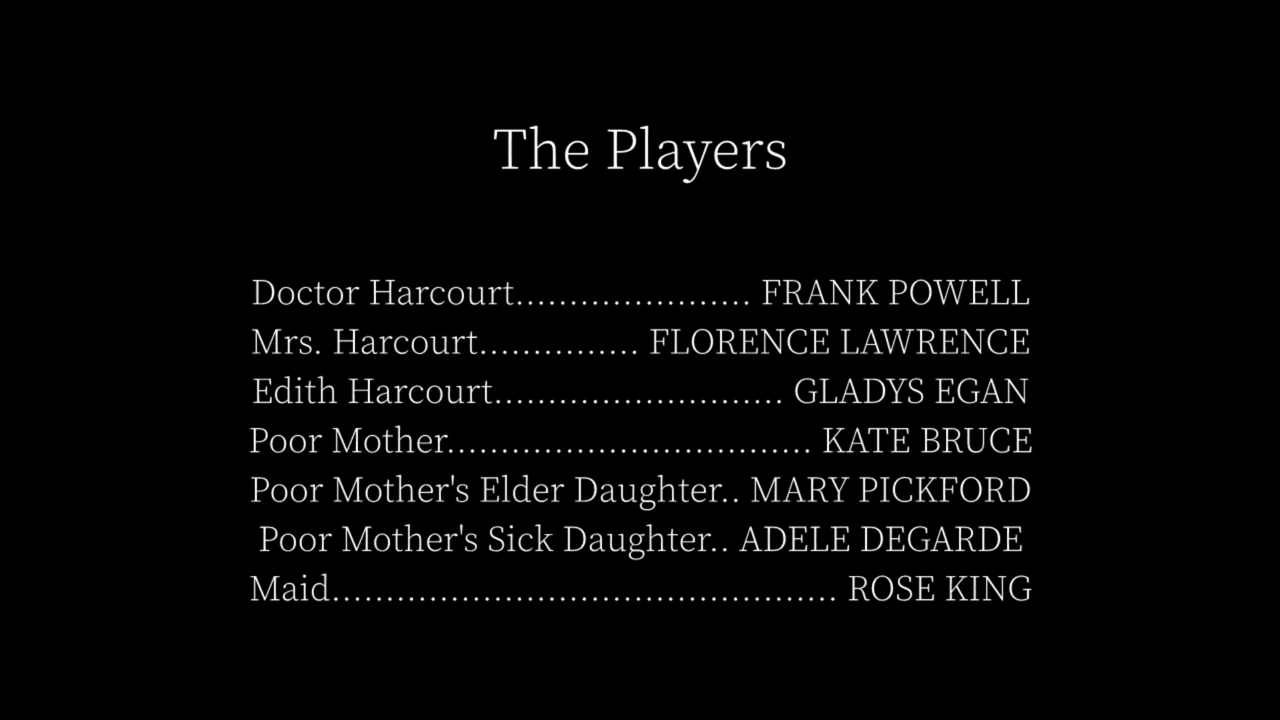 The Players
Doctor Harcourt...................... FRANK POWELL
Mrs. Harcourt............... FLORENCE LAWRENCE
Edith Harcourt........................... GLADYS EGAN
Poor Mother.................................. KATE BRUCE
Poor Mother's Elder Daughter.. MARY PICKFORD
Poor Mother's Sick Daughter.. ADELE DEGARDE
Maid............................................... ROSE KING